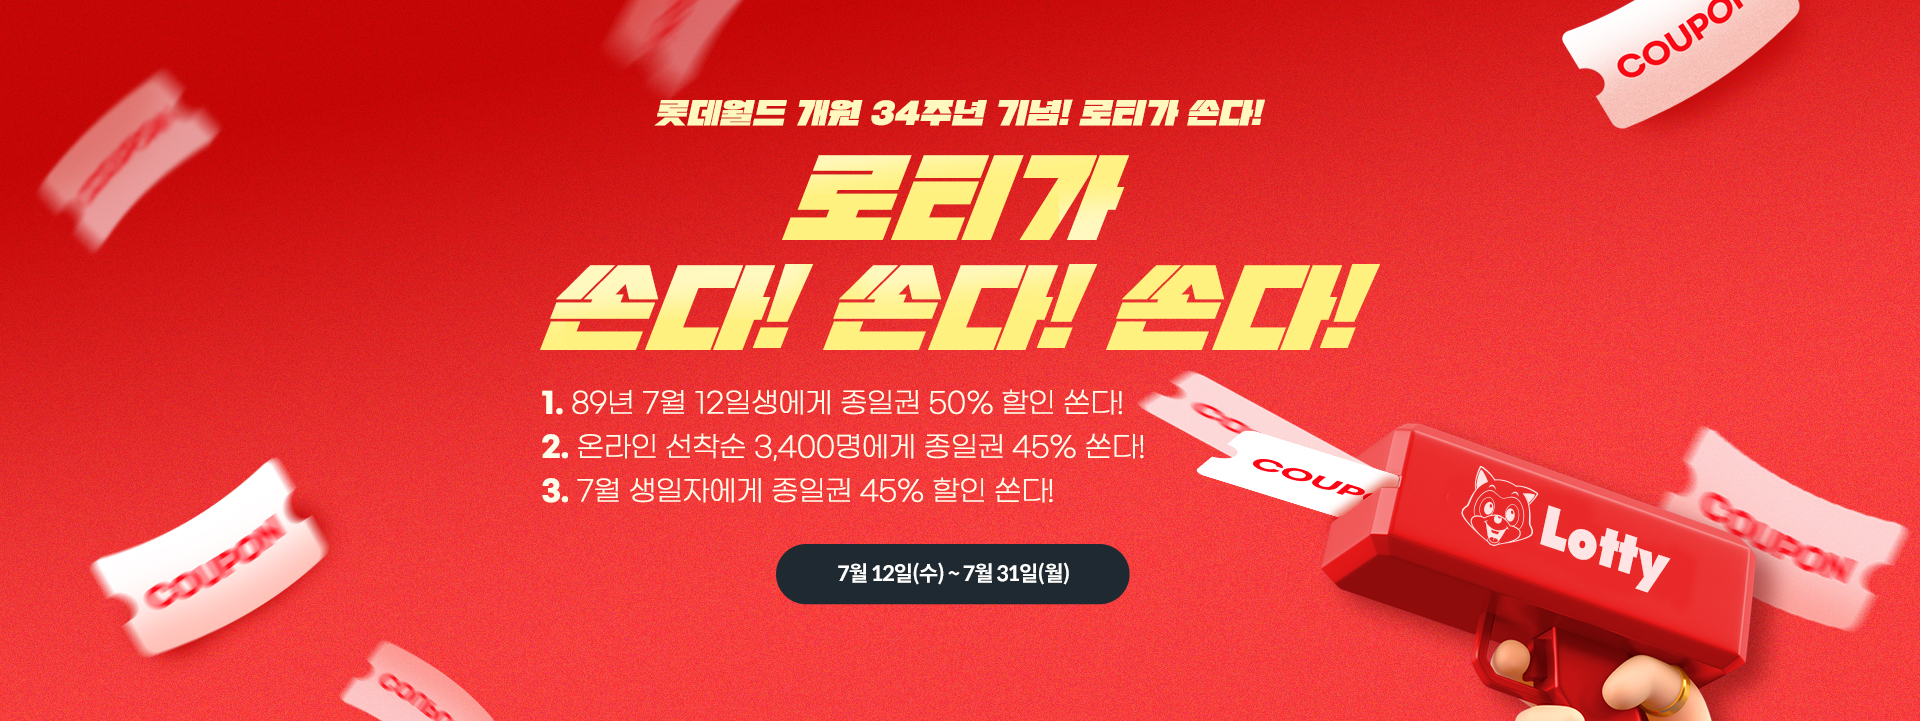 롯데월드 개원 34주년 기념! 로티가 쏜다!
로티가
쏜다! 쏜다! 쏜다!
1. 89년 7월 12일생에게 종일권 50% 할인 쏜다!
2. 온라인 선착순 3,400명에게 종일권 45% 쏜다!
3. 7월 생일자에게 종일권 45% 할인 쏜다!
7월 12일(수) ~ 7월 31일(월)
COUPON
COUPON
COUPON
Lotty
COUPON
COUPON